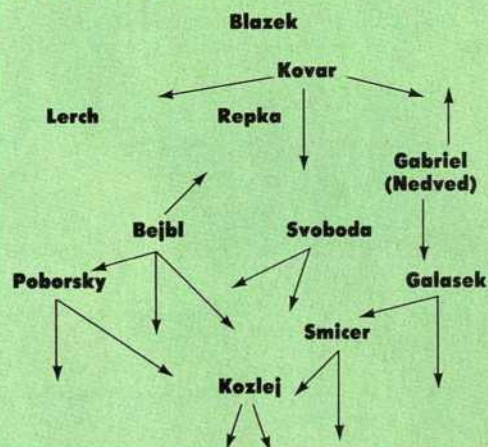 Blazek
Kovar
Lerch
Repka
Gabriel
(Nedved)
Bejbl
Svoboda
Poborsky
Galasek
Smicer
Kozlej